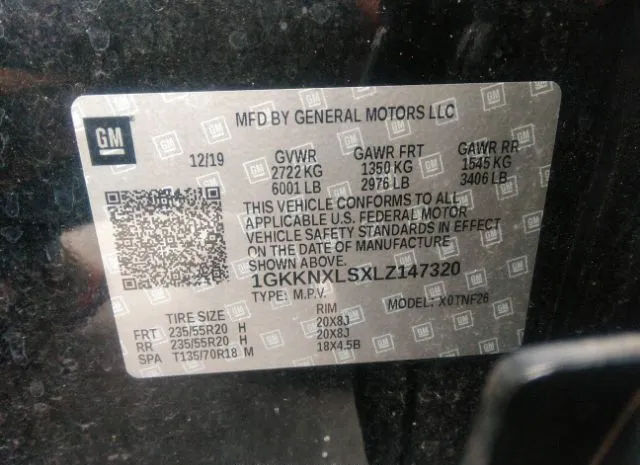 GM
MFD BY GENERAL MOTORS LLC
12/19 GVWR GAWR FRT GAWR RR
2722 KG 1350 KG 1545 KG
6001 LB 2976 LB 3406 LB
THIS VEHICLE CONFORMS TO ALL
APPLICABLE U.S. FEDERAL MOTOR
VEHICLE SAFETY STANDARDS IN EFFECT
ON THE DATE OF MANUFACTURE
SHOWN ABOVE.
1GKKNXLSXLZ147320
TYPE: M.P.V. MODEL: X0TNF26
TIRE SIZE RIM
FRT 235/55R20 H 20X8J
RR 235/55R20 H 20X8J
SPA T135/70R18 M 18X4.5B